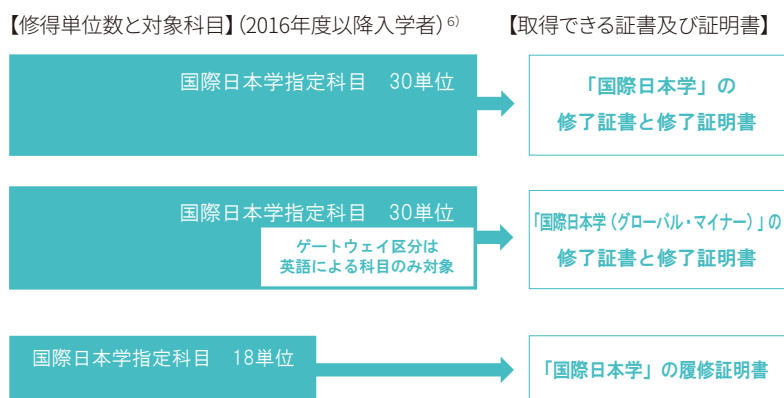 【修得単位数と対象科目】(2016年度以降入学者)6)
【取得できる証書及び証明書】
国際日本学指定科目　30単位
「国際日本学」の
修了証書と修了証明書
国際日本学指定科目　30単位
ゲートウェイ区分は
英語による科目のみ対象
「国際日本学（グローバル・マイナー）」の
修了証書と修了証明書
国際日本学指定科目　18単位
「国際日本学」の履修証明書